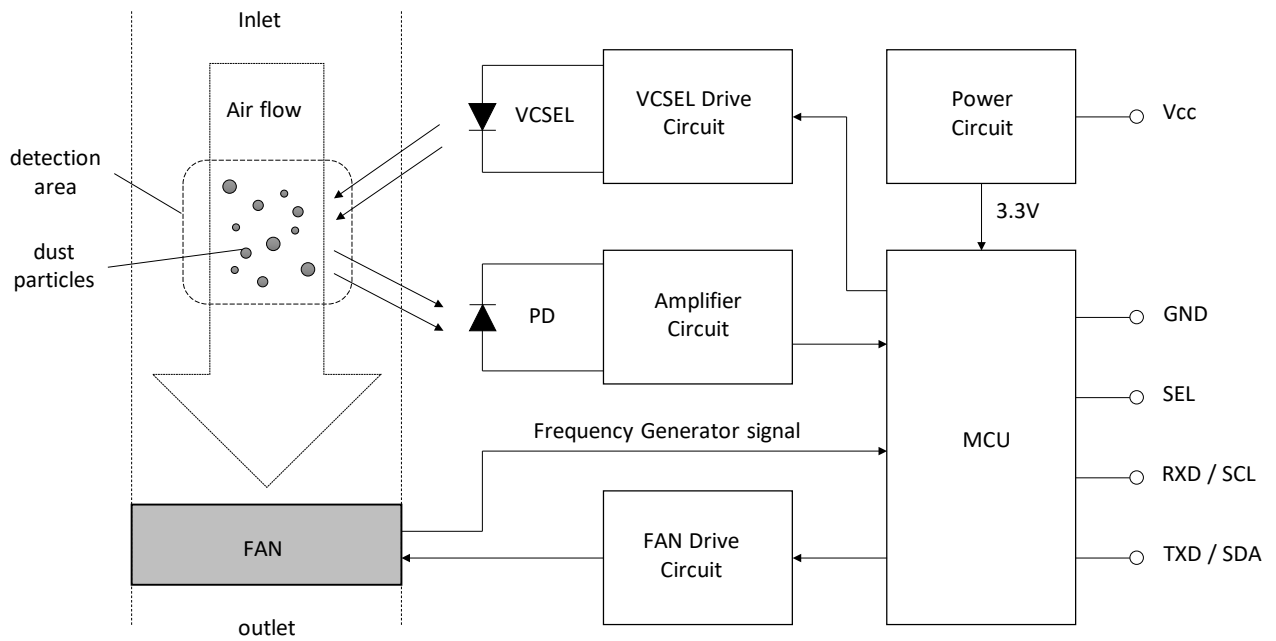 Inlet
Air flow
detection
area
dust
particles
VCSEL
VCSEL Drive
Circuit
Power
Circuit
Vcc
3.3V
PD
Amplifier
Circuit
GND
SEL
MCU
Frequency Generator signal
RXD / SCL
FAN
FAN Drive
Circuit
TXD / SDA
outlet